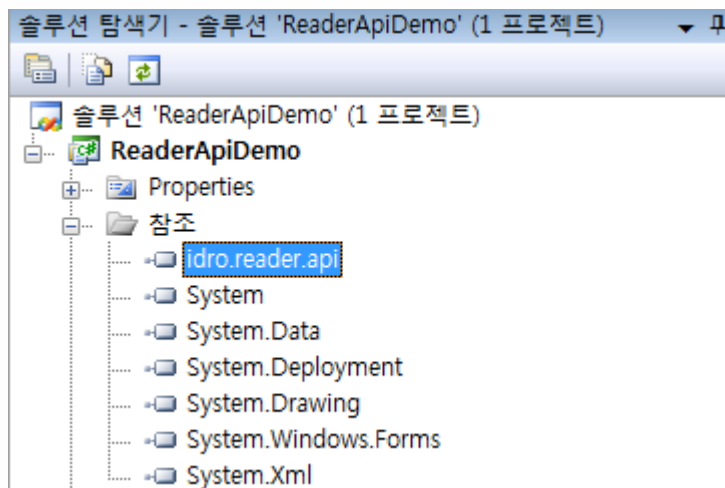 솔루션 탐색기 - 솔루션 'ReaderApiDemo' (1 프로젝트)
솔루션 'ReaderApiDemo' (1 프로젝트)
ReaderApiDemo
Properties
참조
idro.reader.api
System
System.Data
System.Deployment
System.Drawing
System.Windows.Forms
System.Xml